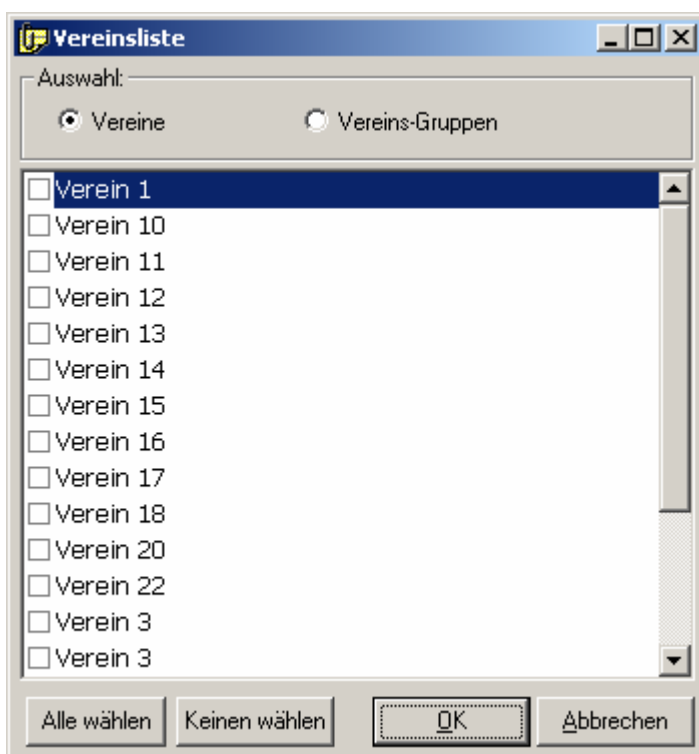 Vereinsliste
Auswahl:
Vereine Vereins-Gruppen
Verein 1
Verein 10
Verein 11
Verein 12
Verein 13
Verein 14
Verein 15
Verein 16
Verein 17
Verein 18
Verein 20
Verein 22
Verein 3
Verein 3
Alle wählen Keinen wählen OK Abbrechen